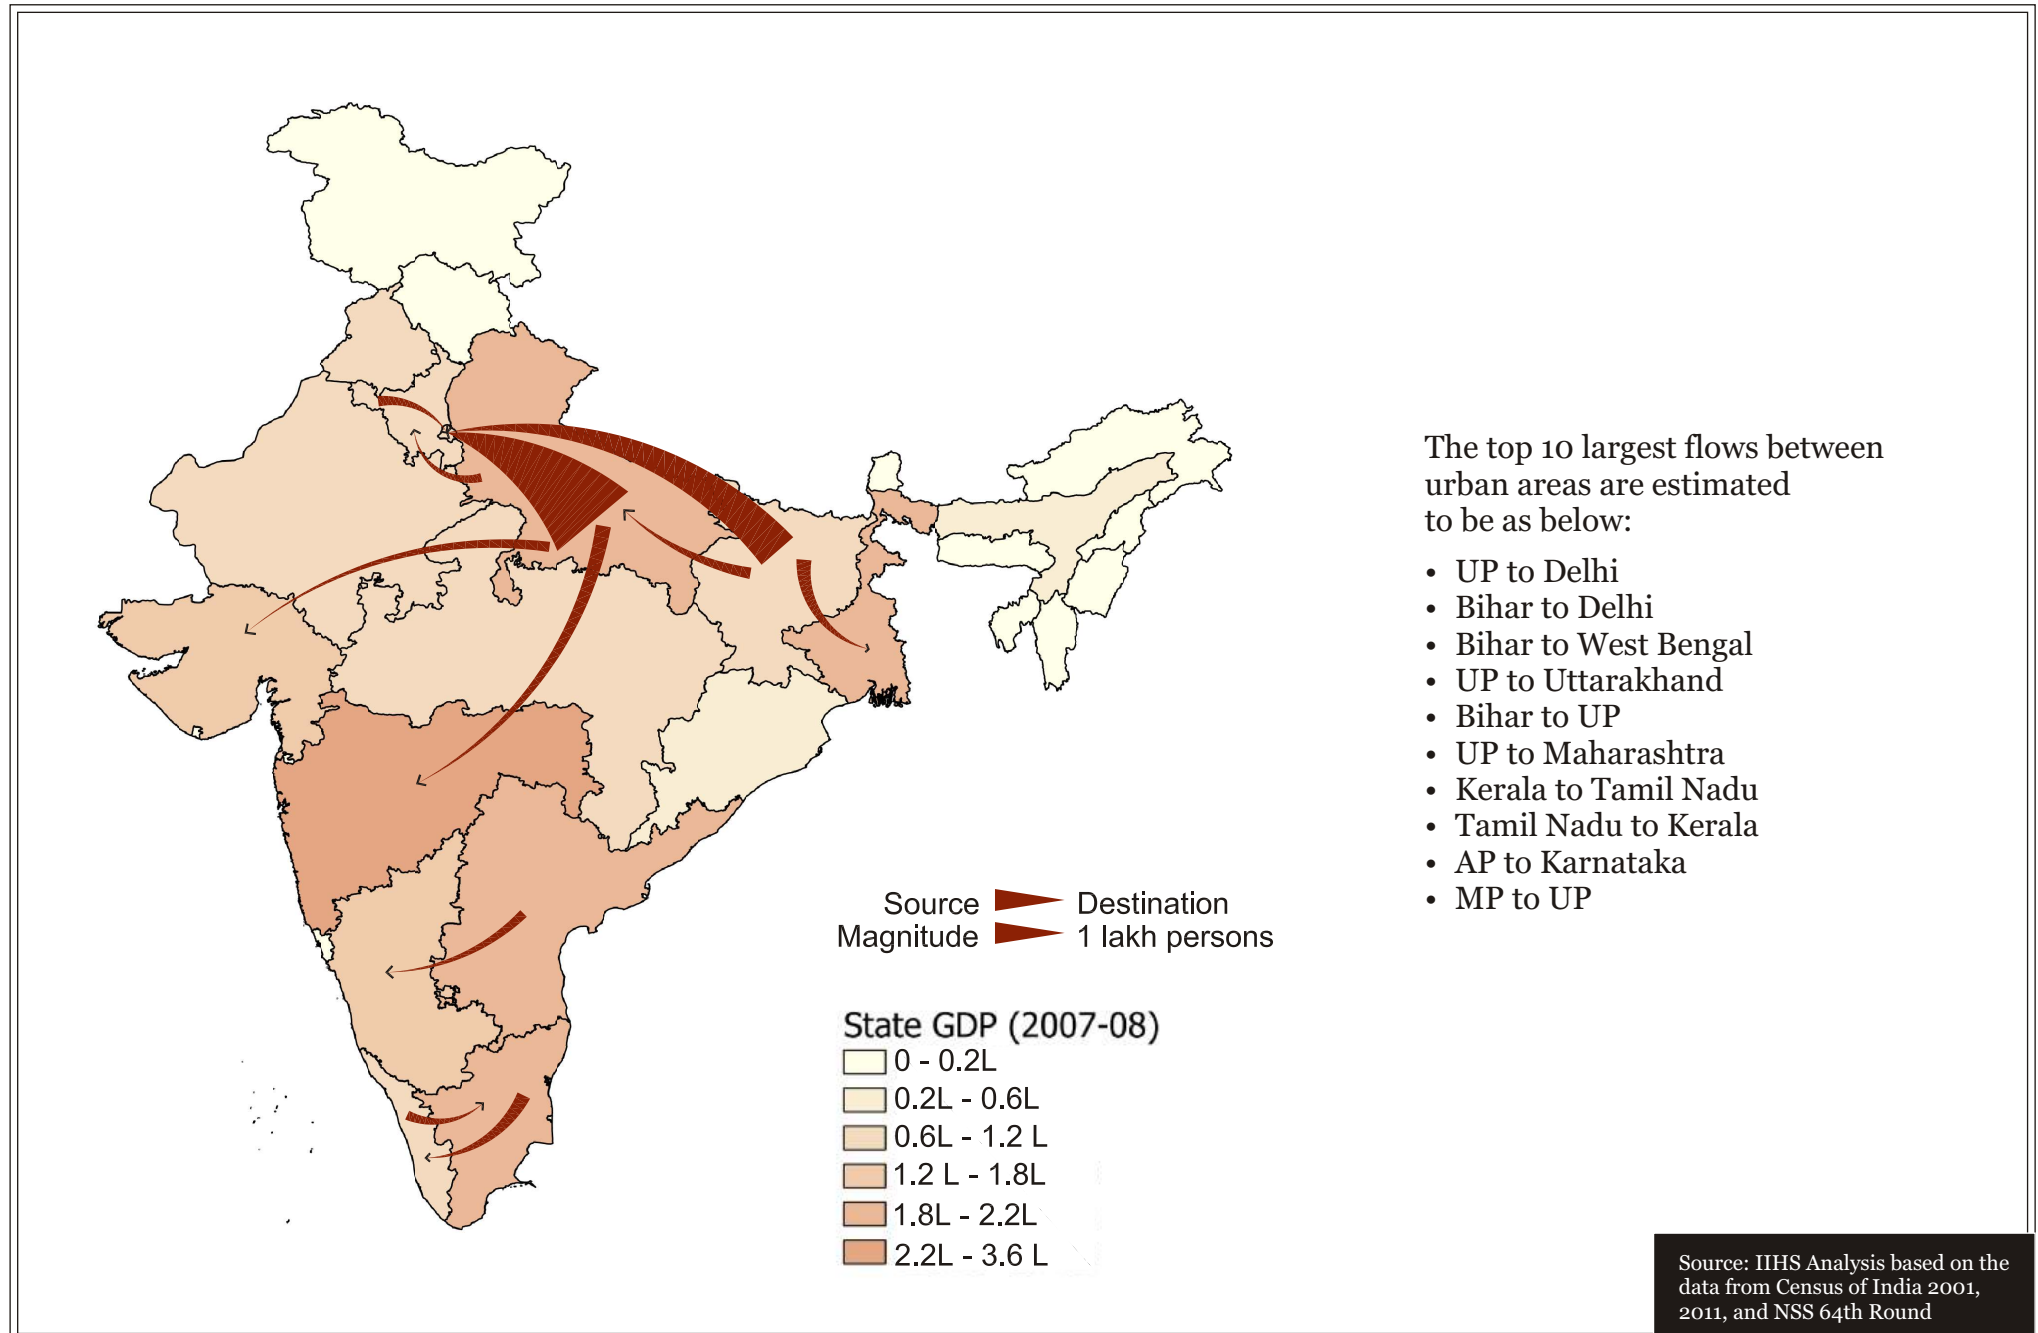 The top 10 largest flows between
urban areas are estimated
to be as below:
• UP to Delhi
• Bihar to Delhi
• Bihar to West Bengal
• UP to Uttarakhand
• Bihar to UP
• UP to Maharashtra
• Kerala to Tamil Nadu
• Tamil Nadu to Kerala
• AP to Karnataka
• MP to UP
Source Destination
Magnitude 1 lakh persons
State GDP (2007-08)
0 - 0.2L
0.2L - 0.6L
0.6L - 1.2 L
1.2 L - 1.8L
1.8L - 2.2L
2.2L - 3.6 L
Source: IIHS Analysis based on the
data from Census of India 2001,
2011, and NSS 64th Round